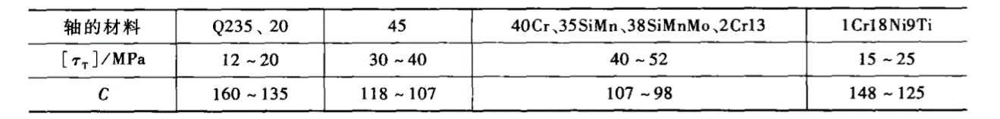 轴的材料 Q235、20 45 40Cr、35SiMn、38SiMnMo、2Cr13 1Cr18Ni9Ti
[τT]/MPa 12~20 30~40 40~52 15~25
C 160~135 118~107 107~98 148~125